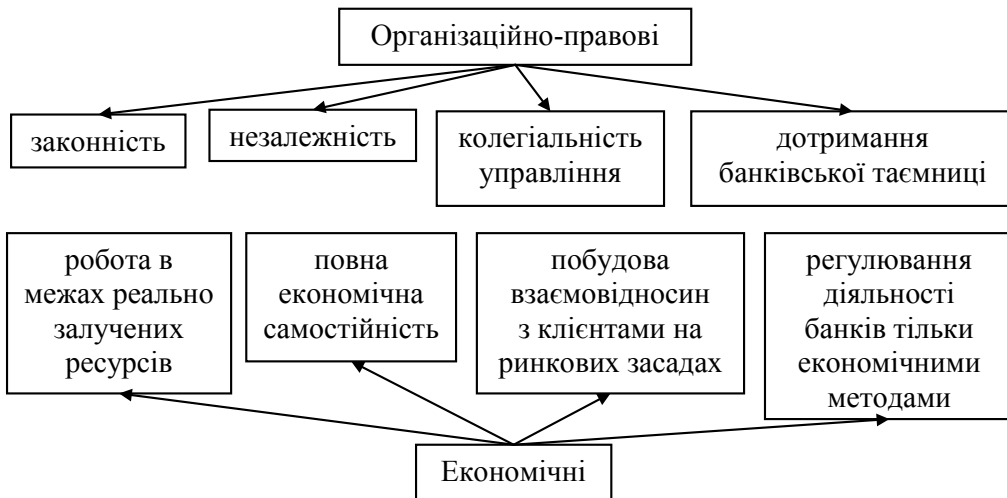 Організаційно-правові
законність
незалежність
колегіальність
управління
дотримання
банківської таємниці
робота в
межах реально
залучених
ресурсів
повна
економічна
самостійність
побудова
взаємовідносин
з клієнтами на
ринкових засадах
регулювання
діяльності
банків тільки
економічними
методами
Економічні